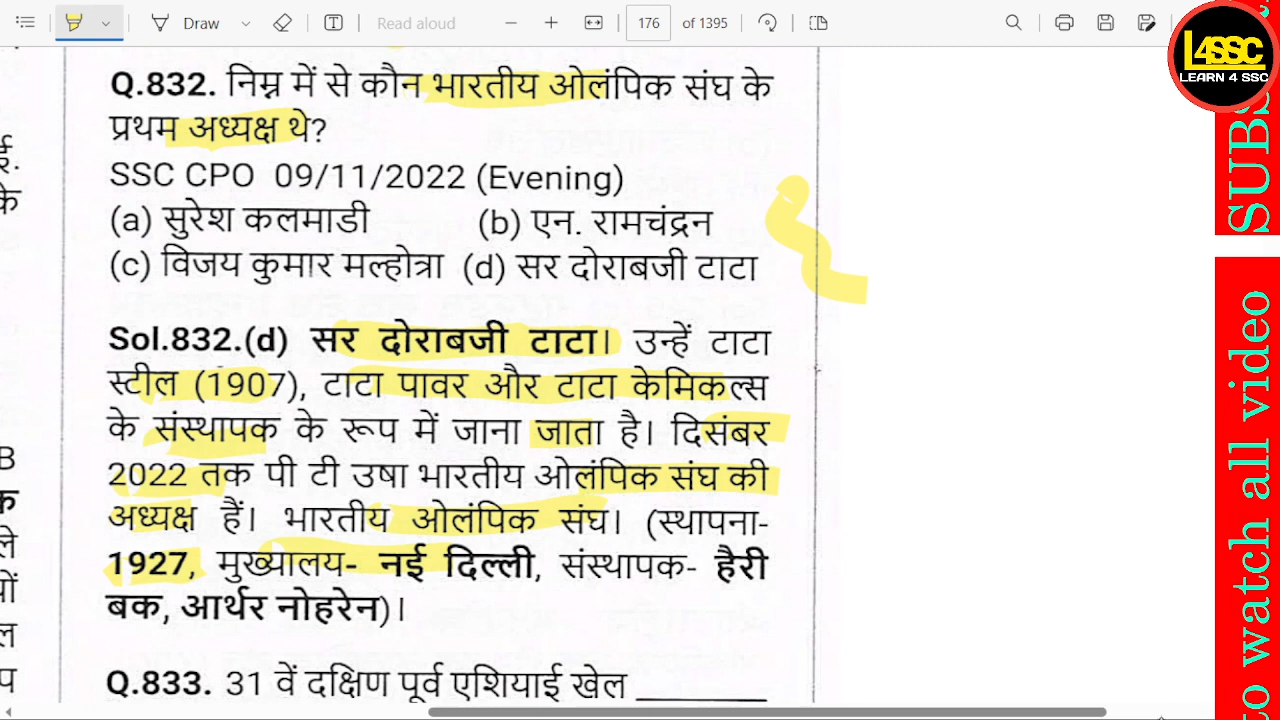 Draw
Read aloud
176 of 1395
L4SSC
LEARN 4 SSC
Q.832. निम्न में से कौन भारतीय ओलंपिक संघ के
प्रथम अध्यक्ष थे?
SSC CPO 09/11/2022 (Evening)
(a) सुरेश कलमाडी (b) एन. रामचंद्रन
(c) विजय कुमार मल्होत्रा (d) सर दोराबजी टाटा
Sol.832.(d) सर दोराबजी टाटा। उन्हें टाटा
स्टील (1907), टाटा पावर और टाटा केमिकल्स
के संस्थापक के रूप में जाना जाता है। दिसंबर
2022 तक पी टी उषा भारतीय ओलंपिक संघ की
अध्यक्ष हैं। भारतीय ओलंपिक संघ। (स्थापना-
1927, मुख्यालय- नई दिल्ली, संस्थापक- हैरी
बक, आर्थर नोहरेन)।
Q.833. 31 वें दक्षिण पूर्व एशियाई खेल ________
ई.
के
B
क
ले
यों
ल
प
SUBS
to watch all video